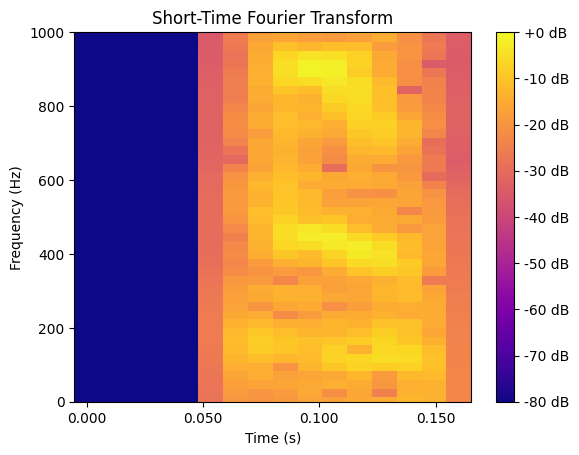 Short-Time Fourier Transform
1000
800
600
400
200
0
Frequency (Hz)
0.000
0.050
0.100
0.150
Time (s)
+0 dB
-10 dB
-20 dB
-30 dB
-40 dB
-50 dB
-60 dB
-70 dB
-80 dB